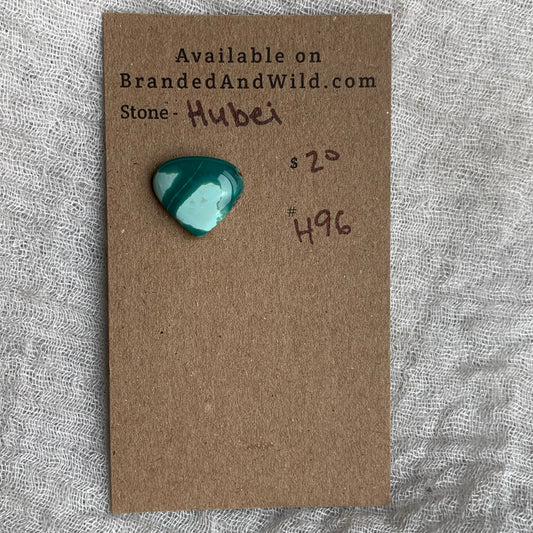 Available on
BrandedAndWild.com
Stone - Hubei
$ 20
#
H96